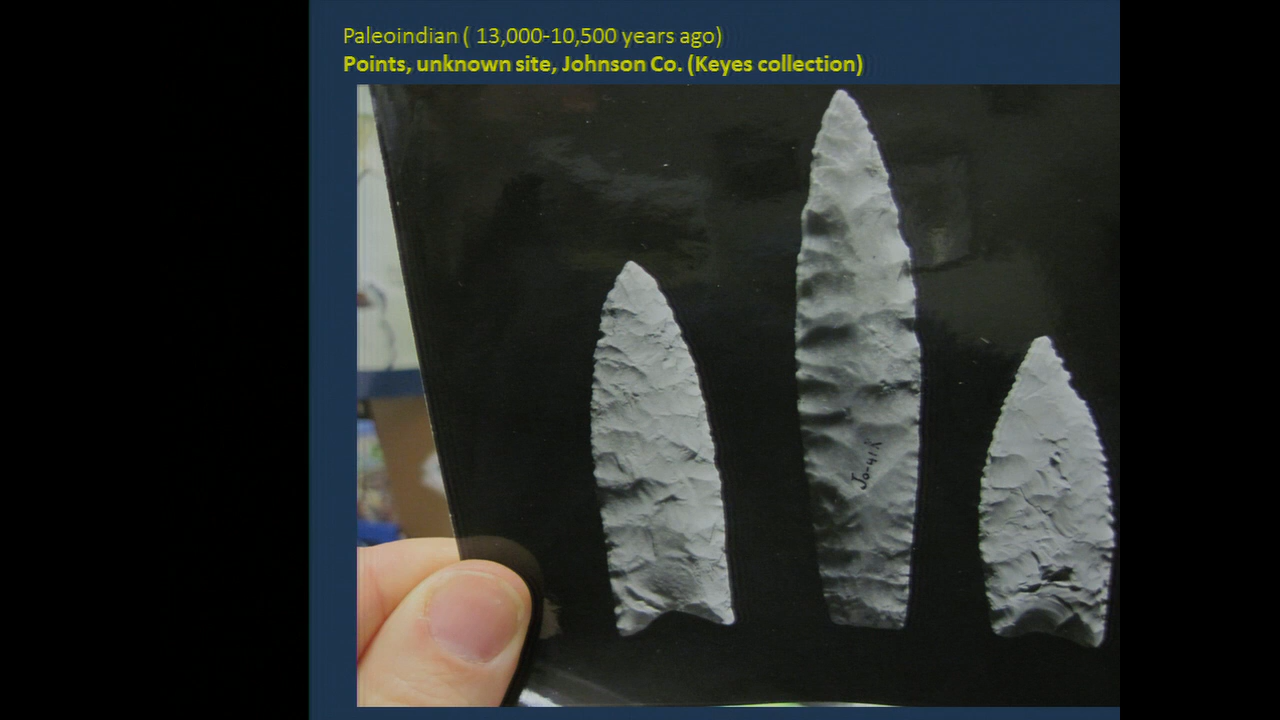 Paleoindian ( 13,000-10,500 years ago)
Points, unknown site, Johnson Co. (Keyes collection)